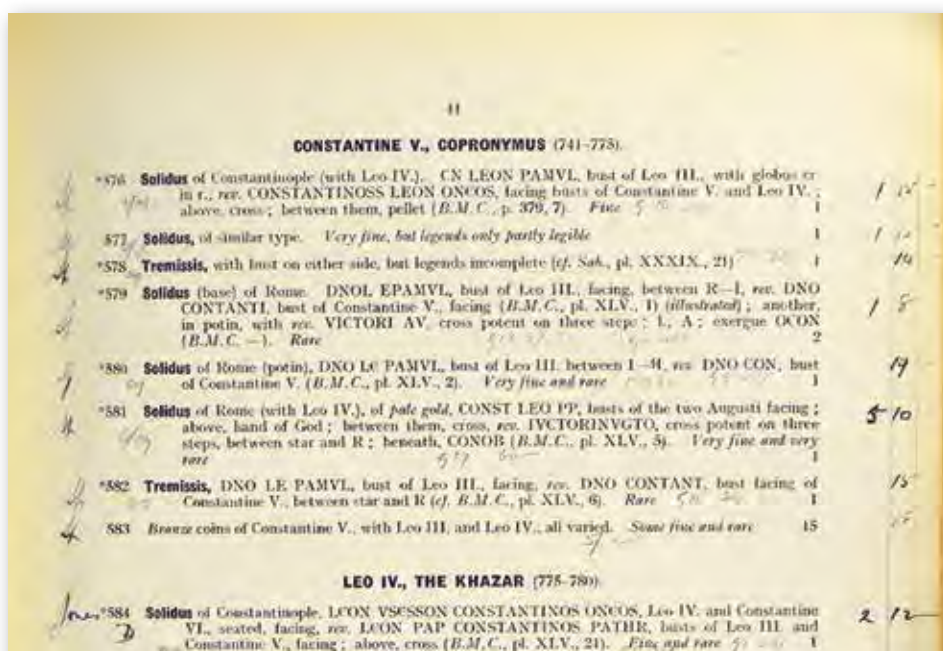 CONSTANTINE V., COPRONYMUS (741–775).
*576 Solidus of Constantinople (with Leo IV.), CN LEON PAMVL, bust of Leo III., with globus cr
in r., rev. CONSTANTINOSS LEON ONCOS, facing busts of Constantine V. and Leo IV.;
above, cross; between them, pellet (B.M.C., p. 379, 7). Fine 1
1
577 Solidus, of similar type. Very fine, but legends only partly legible 1
1
*578 Tremissis, with bust on either side, but legends incomplete (cf. Sab., pl. XXXIX., 21) 1
14
*579 Solidus (base) of Rome. DNOL EPAMVL, bust of Leo III., facing, between R—I, rev. DNO
CONTANTI, bust of Constantine V., facing (B.M.C., pl. XLV., 1) (illustrated); another,
1 8
in potin, with rev. VICTORI AV, cross potent on three steps; l., A; exergue OCON
(B.M.C. —). Rare 2
*580 Solidus of Rome (potin), DNO LE PAMVL, bust of Leo III. between I—M, rev. DNO CON, bust
19
of Constantine V. (B.M.C., pl. XLV., 2). Very fine and rare 1
*581 Solidus of Rome (with Leo IV.), of pale gold, CONST LEO PP, busts of the two Augusti facing;
5 10
above, hand of God; between them, cross, rev. IVCTORINVGTO, cross potent on three
steps, between star and R; beneath, CONOB (B.M.C., pl. XLV., 5). Very fine and very
rare 1
*582 Tremissis, DNO LE PAMVL, bust of Leo III., facing, rev. DNO CONTANT, bust facing of
15
Constantine V., between star and R (cf. B.M.C., pl. XLV., 6). Rare 1
583 Bronze coins of Constantine V., with Leo III. and Leo IV., all varied. Some fine and rare 15
LEO IV., THE KHAZAR (775–780).
*584 Solidus of Constantinople, LEON VSESSON CONSTANTINOS ONEOS, Leo IV. and Constantine
2 12
VI., seated, facing, rev. LEON PAP CONSTANTINOS PATHR, busts of Leo III. and
Constantine V., facing; above, cross (B.M.C., pl. XLV., 21). Fine and rare 1